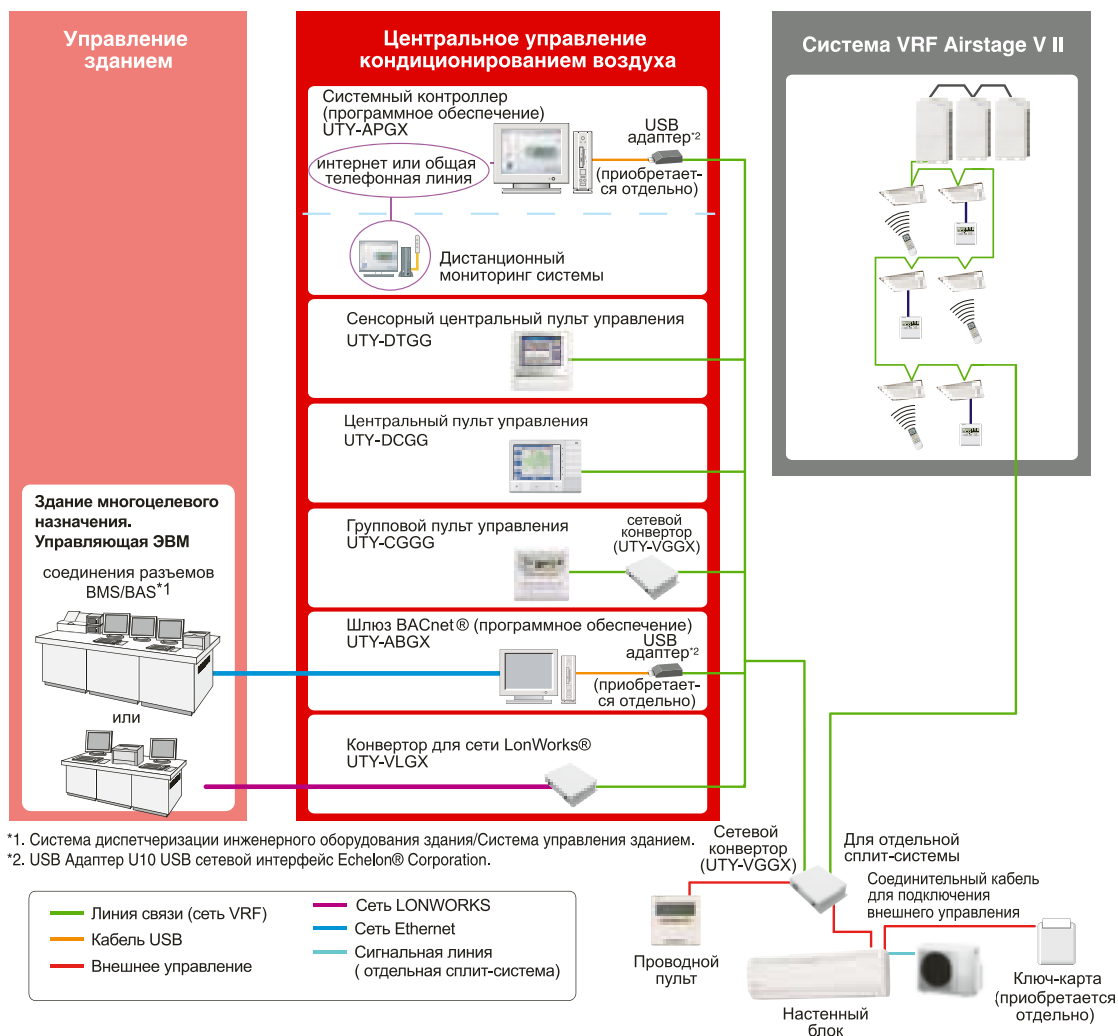 Управление
зданием
Центральное управление
кондиционированием воздуха
Система VRF Airstage V II
Системный контроллер
(программное обеспечение)
UTY-APGX
интернет или общая
телефонная линия
USB
адаптер*2
(приобретает-
ся отдельно)
Дистанционный
мониторинг системы
Сенсорный центральный пульт управления
UTY-DTGG
Центральный пульт управления
UTY-DCGG
Групповой пульт управления
UTY-CGGG
сетевой
конвертор
(UTY-VGGX)
Шлюз BACnet® (программное обеспечение)
UTY-ABGX
USB
адаптер*2
(приобретает-
ся отдельно)
Конвертор для сети LonWorks®
UTY-VLGX
Здание многоцелевого
назначения.
Управляющая ЭВМ
соединения разъемов
BMS/BAS*1
или
*1. Система диспетчеризации инженерного оборудования здания/Система управления зданием.
*2. USB Адаптер U10 USB сетевой интерфейс Echelon® Corporation.
Линия связи (сеть VRF)
Кабель USB
Внешнее управление
Сеть LONWORKS
Сеть Ethernet
Сигнальная линия
( отдельная сплит-система)
Сетевой
конвертор
(UTY-VGGX)
Для отдельной
сплит-системы
Соединительный кабель
для подключения
внешнего управления
Проводной
пульт
Настенный
блок
Ключ-карта
(приобретается
отдельно)